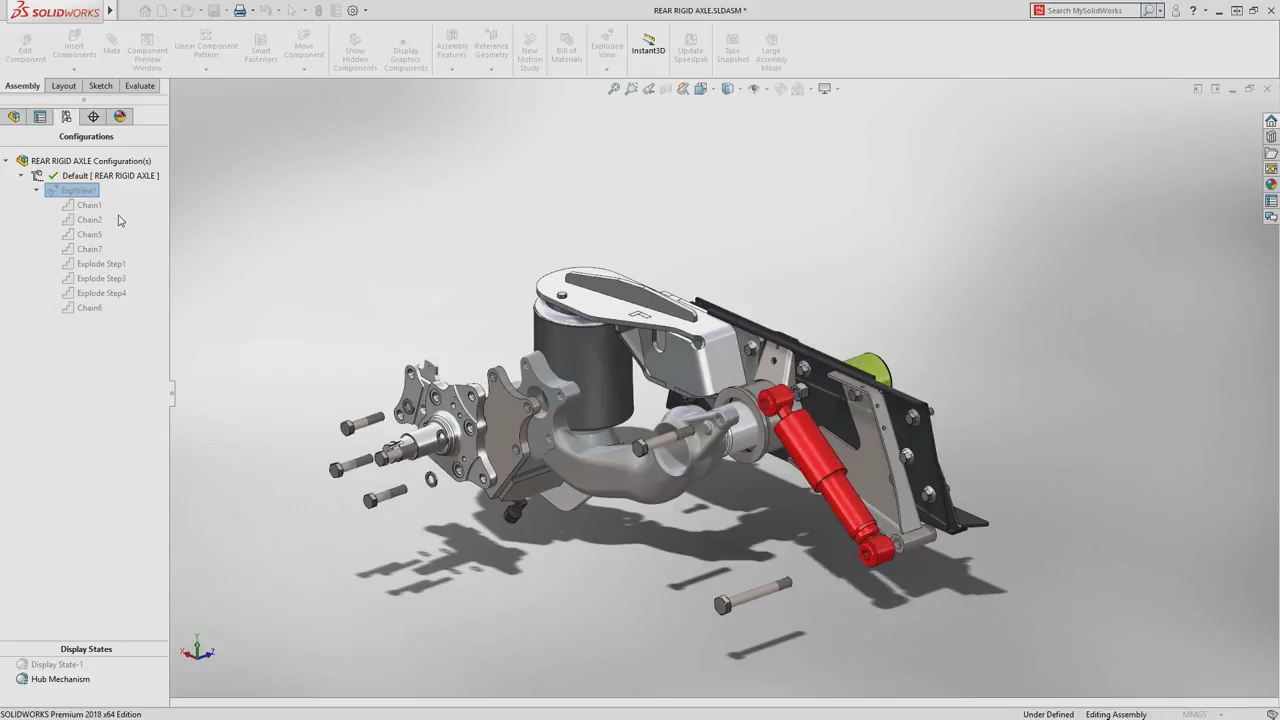 SOLIDWORKS
REAR RIGID AXLE.SLDASM *
Search MySolidWorks
Edit Component
Insert Components
Mate
Component Preview Window
Linear Component Pattern
Smart Fasteners
Move Component
Show Hidden Components
Display Graphics Components
Assembly Features
Reference Geometry
New Motion Study
Bill of Materials
Exploded View
Instant3D
Update Speedpak
Take Snapshot
Large Assembly Mode
Assembly Layout Sketch Evaluate
Configurations
REAR RIGID AXLE Configuration(s)
Default [ REAR RIGID AXLE ]
ExplView1
Chain1
Chain2
Chain5
Chain7
Explode Step1
Explode Step3
Explode Step4
Chain6
Y
X
Z
Display States
Display State-1
Hub Mechanism
SOLIDWORKS Premium 2018 x64 Edition
Under Defined
Editing Assembly
MMGS